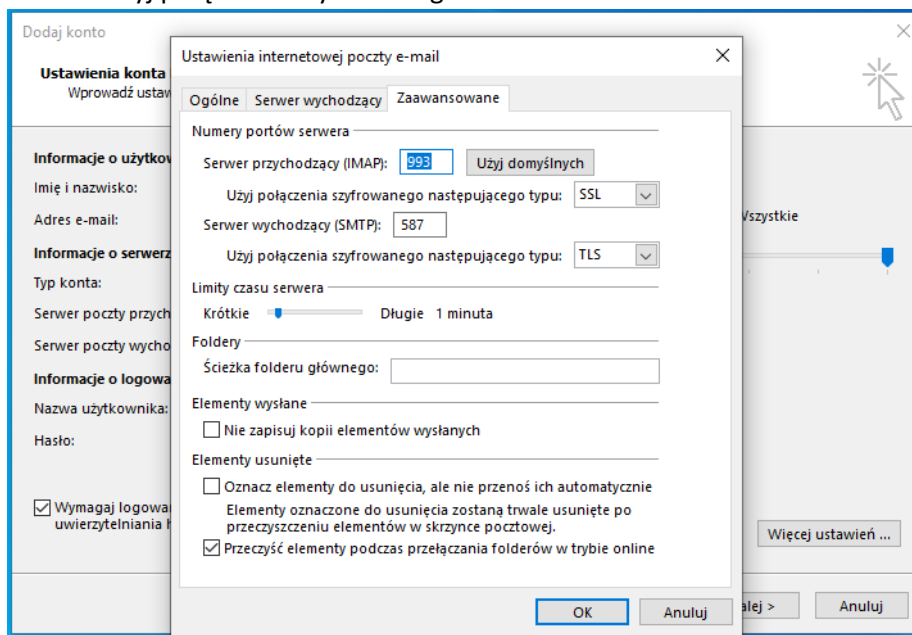 Dodaj konto
Ustawienia konta
Wprowadź ustaw
Informacje o użytkow
Imię i nazwisko:
Adres e-mail:
Informacje o serwerz
Typ konta:
Serwer poczty przych
Serwer poczty wycho
Informacje o logowa
Nazwa użytkownika:
Hasło:
Wymagaj logowa
uwierzytelniania
Ustawienia internetowej poczty e-mail
Ogólne Serwer wychodzący Zaawansowane
Numery portów serwera
Serwer przychodzący (IMAP): 993 Użyj domyślnych
Użyj połączenia szyfrowanego następującego typu: SSL
Serwer wychodzący (SMTP): 587
Użyj połączenia szyfrowanego następującego typu: TLS
Limity czasu serwera
Krótkie Długie 1 minuta
Foldery
Ścieżka folderu głównego:
Elementy wysłane
Nie zapisuj kopii elementów wysłanych
Elementy usunięte
Oznacz elementy do usunięcia, ale nie przenoś ich automatycznie
Elementy oznaczone do usunięcia zostaną trwale usunięte po
przeczyszczeniu elementów w skrzynce pocztowej.
Przeczyść elementy podczas przełączania folderów w trybie online
OK Anuluj
Wszystkie
Więcej ustawień ...
alej > Anuluj